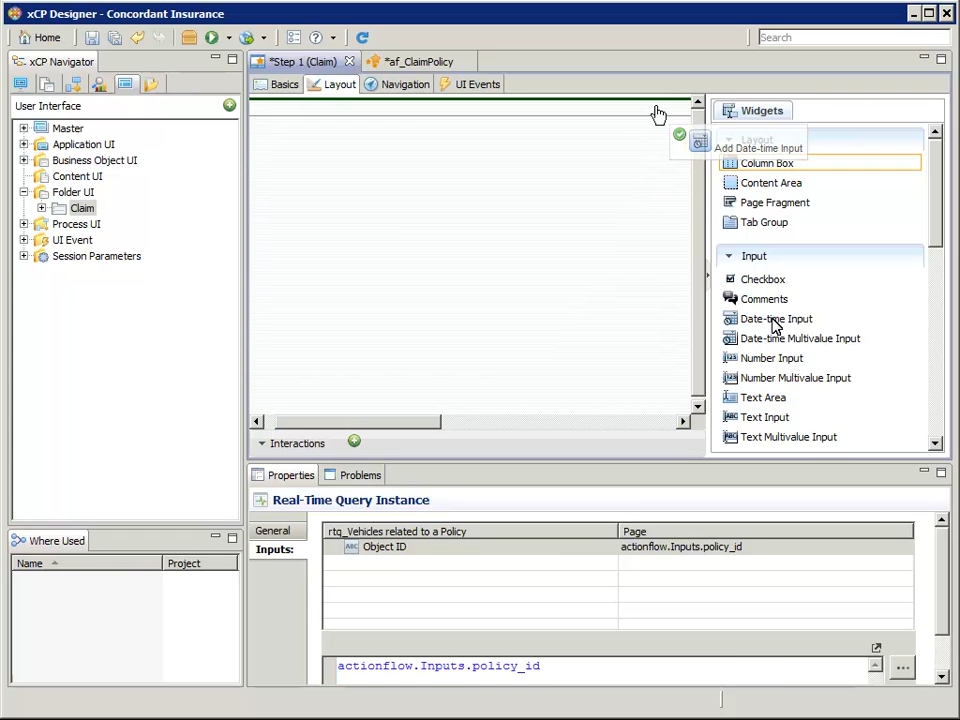 xCP Designer - Concordant Insurance
Home
Search
xCP Navigator
*Step 1 (Claim)
*af_ClaimPolicy
Basics
Layout
Navigation
UI Events
User Interface
Master
Application UI
Business Object UI
Content UI
Folder UI
Claim
Process UI
UI Event
Session Parameters
Widgets
Layout
Add Date-time Input
Column Box
Content Area
Page Fragment
Tab Group
Input
Checkbox
Comments
Date-time Input
Date-time Multivalue Input
Number Input
Number Multivalue Input
Text Area
Text Input
Text Multivalue Input
Interactions
Properties
Problems
Real-Time Query Instance
General
Inputs:
rtq_Vehicles related to a Policy
Page
Object ID
actionflow.Inputs.policy_id
actionflow.Inputs.policy_id
...
Where Used
Name
Project